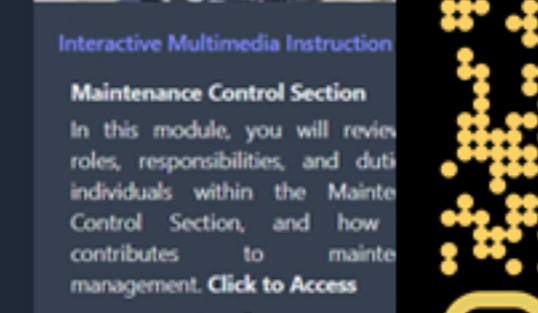 Interactive Multimedia Instruction
Maintenance Control Section
In this module, you will review
roles, responsibilities, and duti
individuals within the Mainte
Control Section, and how
contributes to mainte
management. Click to Access